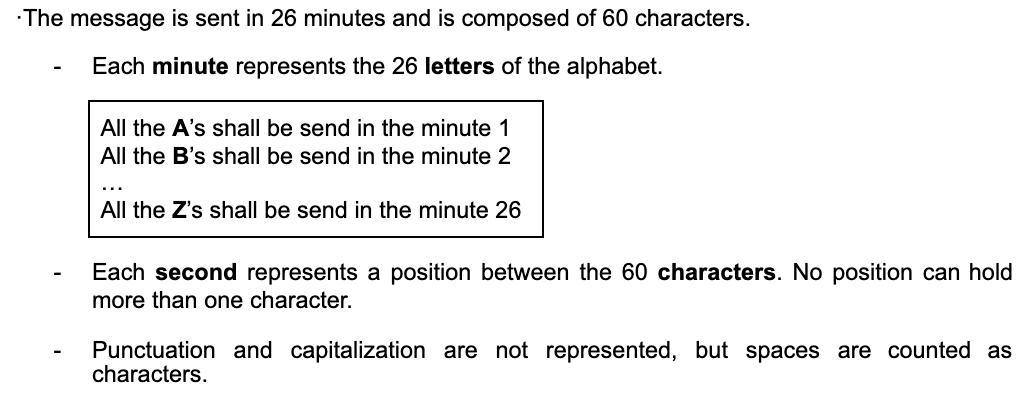 ·The message is sent in 26 minutes and is composed of 60 characters.
- Each minute represents the 26 letters of the alphabet.
All the A's shall be send in the minute 1
All the B's shall be send in the minute 2
...
All the Z's shall be send in the minute 26
- Each second represents a position between the 60 characters. No position can hold
more than one character.
- Punctuation and capitalization are not represented, but spaces are counted as
characters.